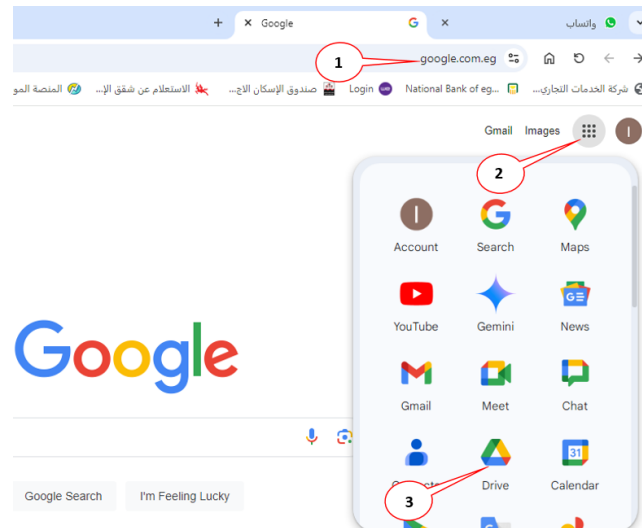 واتساب
Google
1
google.com.eg
شركة الخدمات التجاري...
National Bank of eg...
Login
صندوق الإسكان الاج...
الاستعلام عن شقق الإ...
المنصة المو
Gmail Images
I
2
I
Account Search Maps
YouTube Gemini News
GE
Google
Gmail Meet Chat
31
Drive Calendar
Google Search I'm Feeling Lucky
3